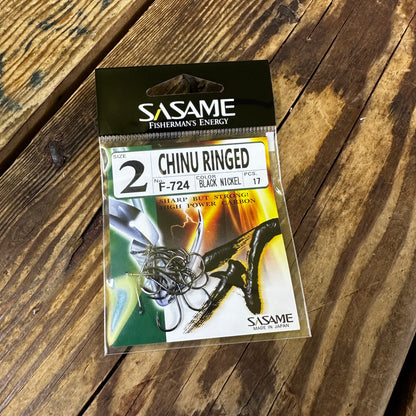 SASAME
FISHERMAN'S ENERGY
SIZE
2
CHINU RINGED
No. F-724
COLOR BLACK NICKEL
PCS. 17
SHARP BUT STRONG!
HIGH POWER CARBON
SASAME
MADE IN JAPAN